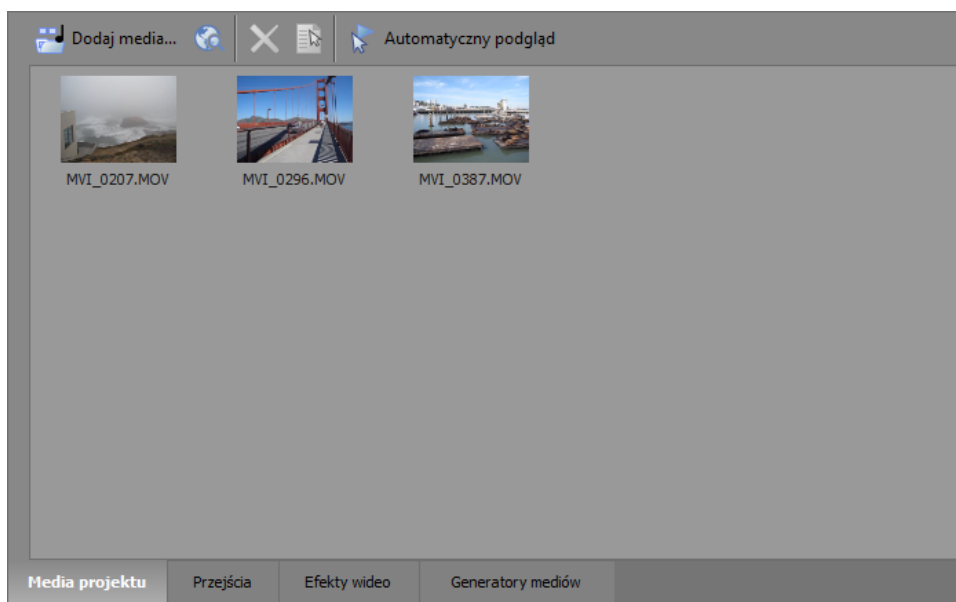 Dodaj media... Automatyczny podgląd
MVI_0207.MOV MVI_0296.MOV MVI_0387.MOV
Media projektu Przejścia Efekty wideo Generatory mediów